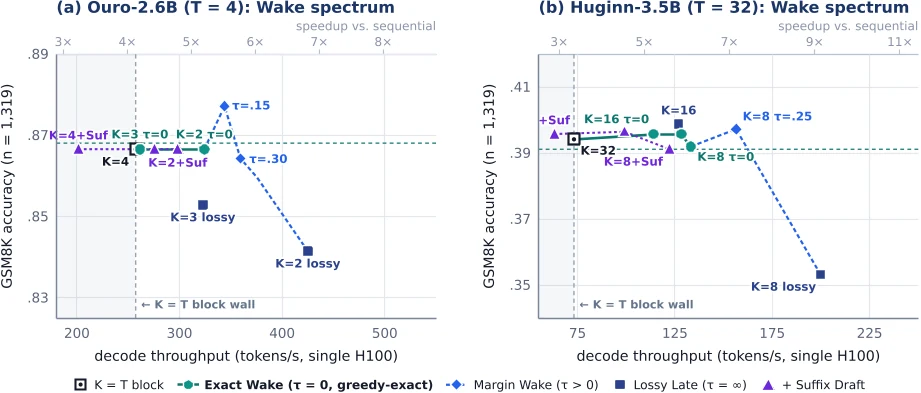 (a) Ouro-2.6B (T = 4): Wake spectrum
speedup vs. sequential
3× 4× 5× 6× 7× 8×
.89
.87
.85
.83
GSM8K accuracy (n = 1,319)
K=4+Suf
K=3 τ=0
K=2 τ=0
τ=.15
K=4
K=2+Suf
τ=.30
K=3 lossy
K=2 lossy
← K = T block wall
200 300 400 500
decode throughput (tokens/s, single H100)
(b) Huginn-3.5B (T = 32): Wake spectrum
speedup vs. sequential
3× 5× 7× 9× 11×
.41
.39
.37
.35
GSM8K accuracy (n = 1,319)
+Suf
K=16 τ=0
K=16
K=8 τ=.25
K=32
K=8+Suf
K=8 τ=0
K=8 lossy
← K = T block wall
75 125 175 225
decode throughput (tokens/s, single H100)
K = T block Exact Wake (τ = 0, greedy-exact) Margin Wake (τ > 0) Lossy Late (τ = ∞) + Suffix Draft